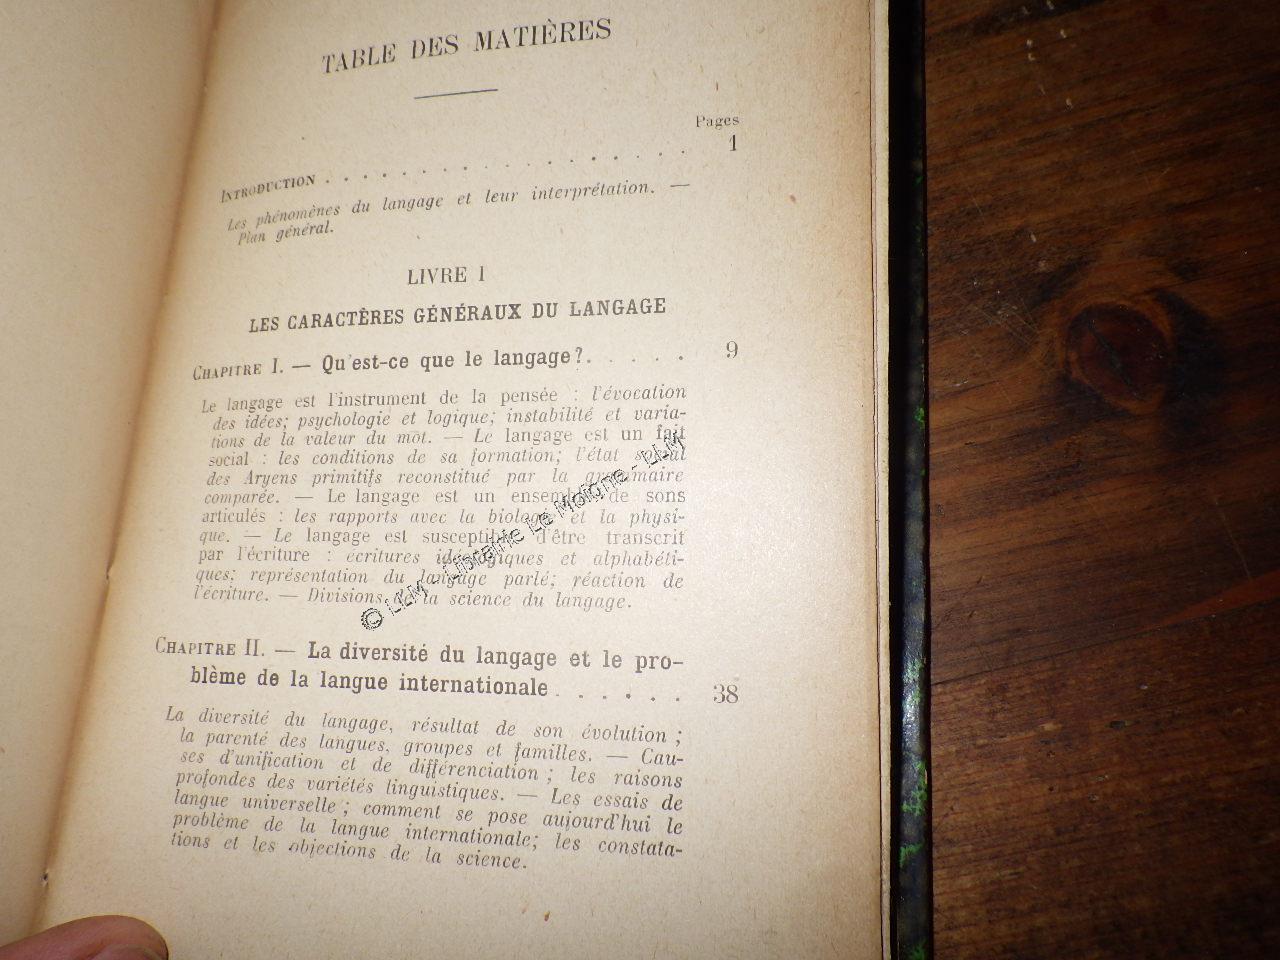 TABLE DES MATIÈRES
Pages
INTRODUCTION . . . . . . . . . . . . . . . . . 1
Les phénomènes du langage et leur interprétation. —
Plan général.
LIVRE I
LES CARACTÈRES GÉNÉRAUX DU LANGAGE
CHAPITRE I. — Qu'est-ce que le langage ?. . . . . . 9
Le langage est l'instrument de la pensée : l'évocation
des idées; psychologie et logique; instabilité et varia-
tions de la valeur du mot. — Le langage est un fait
social : les conditions de sa formation; l'état social
des Aryens primitifs reconstitué par la grammaire
comparée. — Le langage est un ensemble de sons
articulés : les rapports avec la biologie et la physi-
que. — Le langage est susceptible d'être transcrit
par l'écriture : écritures idéologiques et alphabéti-
ques; représentation du langage parlé; réaction de
l'écriture. — Divisions de la science du langage.
CHAPITRE II. — La diversité du langage et le pro-
blème de la langue internationale . . . . . . 38
La diversité du langage, résultat de son évolution ;
la parenté des langues, groupes et familles. — Cau-
ses d'unification et de différenciation ; les raisons
profondes des variétés linguistiques. — Les essais de
langue universelle ; comment se pose aujourd'hui le
problème de la langue internationale; les constata-
tions et les objections de la science.
© LLM - Librairie Le Moigne - LLM